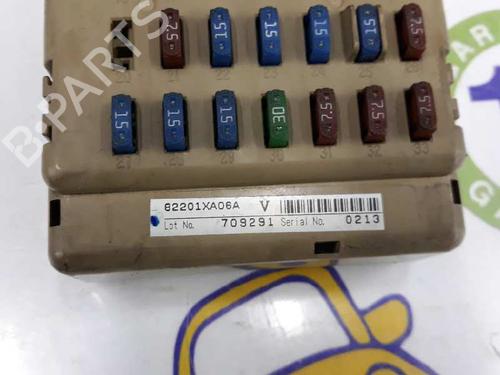 7.5 15 15 15 15 7.5
21 22 23 24 25 26
15 15 15 30 7.5 7.5 7.5
27 28 29 30 31 32 33
82201XA06A V
Lot No. 709291 Serial No. 0213
B-PARTS
CAR